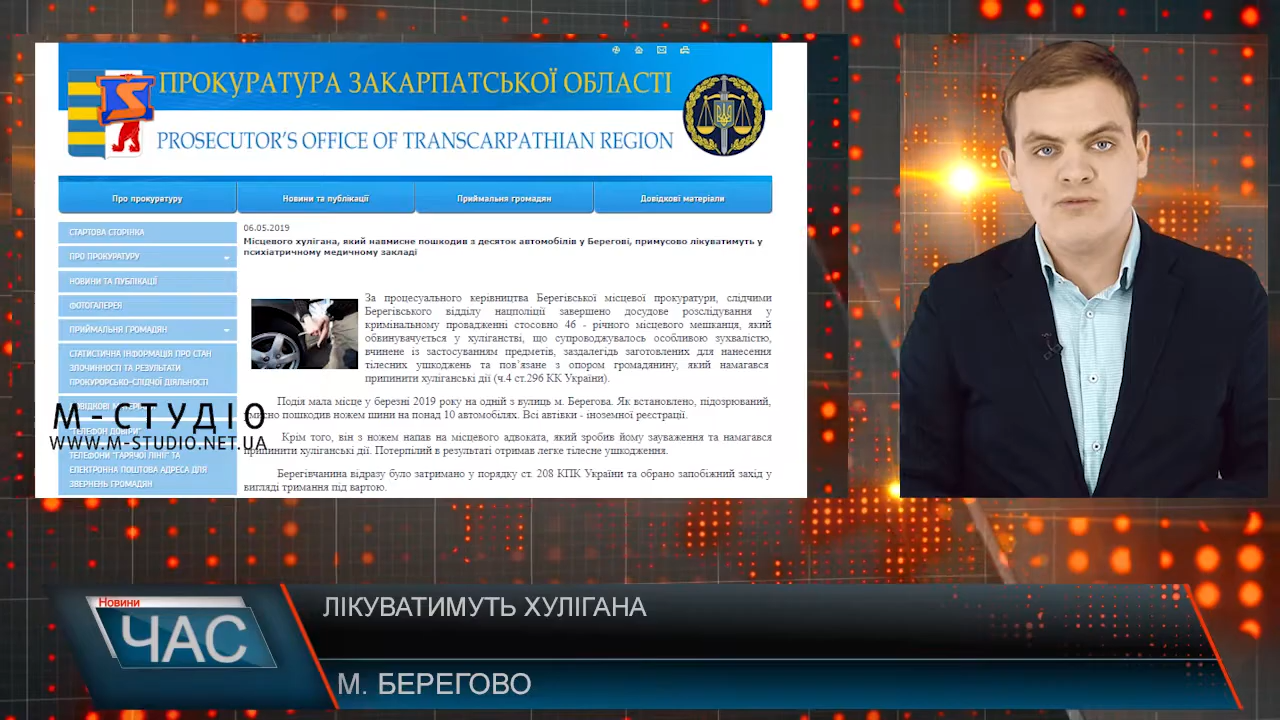 ПРОКУРАТУРА ЗАКАРПАТСЬКОЇ ОБЛАСТІ
PROSECUTOR'S OFFICE OF TRANSCARPATHIAN REGION
Про прокуратуру
Новини та публікації
Приймальня громадян
Довідкові матеріали
СТАРТОВА СТОРІНКА
ПРО ПРОКУРАТУРУ
НОВИНИ ТА ПУБЛІКАЦІЇ
ФОТОГАЛЕРЕЯ
ПРИЙМАЛЬНЯ ГРОМАДЯН
СТАТИСТИЧНА ІНФОРМАЦІЯ ПРО СТАН
ЗЛОЧИННОСТІ ТА РЕЗУЛЬТАТИ
ПРОКУРОРСЬКО-СЛІДЧОЇ ДІЯЛЬНОСТІ
"ТЕЛЕФОН ДОВІРИ"
ТЕЛЕФОНИ "ГАРЯЧОЇ ЛІНІЇ" ТА
ЕЛЕКТРОННА ПОШТОВА АДРЕСА ДЛЯ
ЗВЕРНЕНЬ ГРОМАДЯН
М-СТУДІО
WWW.M-STUDIO.NET.UA
06.05.2019
Місцевого хулігана, який навмисне пошкодив з десяток автомобілів у Берегові, примусово лікуватимуть у
психіатричному медичному закладі
За процесуального керівництва Берегівської місцевої прокуратури, слідчими
Берегівського відділу нацполіції завершено досудове розслідування у
кримінальному провадженні стосовно 46 - річного місцевого мешканця, який
обвинувачується у хуліганстві, що супроводжувалось особливою зухвалістю,
вчинене із застосуванням предметів, заздалегідь заготовлених для нанесення
тілесних ушкоджень та пов'язане з опором громадянину, який намагався
припинити хуліганські дії (ч.4 ст.296 КК України).
Подія мала місце у березні 2019 року на одній з вулиць м. Берегова. Як встановлено, підозрюваний,
умисно пошкодив ножем шини на понад 10 автомобілях. Всі автівки - іноземної реєстрації.
Крім того, він з ножем напав на місцевого адвоката, який зробив йому зауваження та намагався
припинити хуліганські дії. Потерпілий в результаті отримав легке тілесне ушкодження.
Берегівчанина відразу було затримано у порядку ст. 208 КПК України та обрано запобіжний захід у
вигляді тримання під вартою.
Новини
ЧАС
ЛІКУВАТИМУТЬ ХУЛІГАНА
М. БЕРЕГОВО